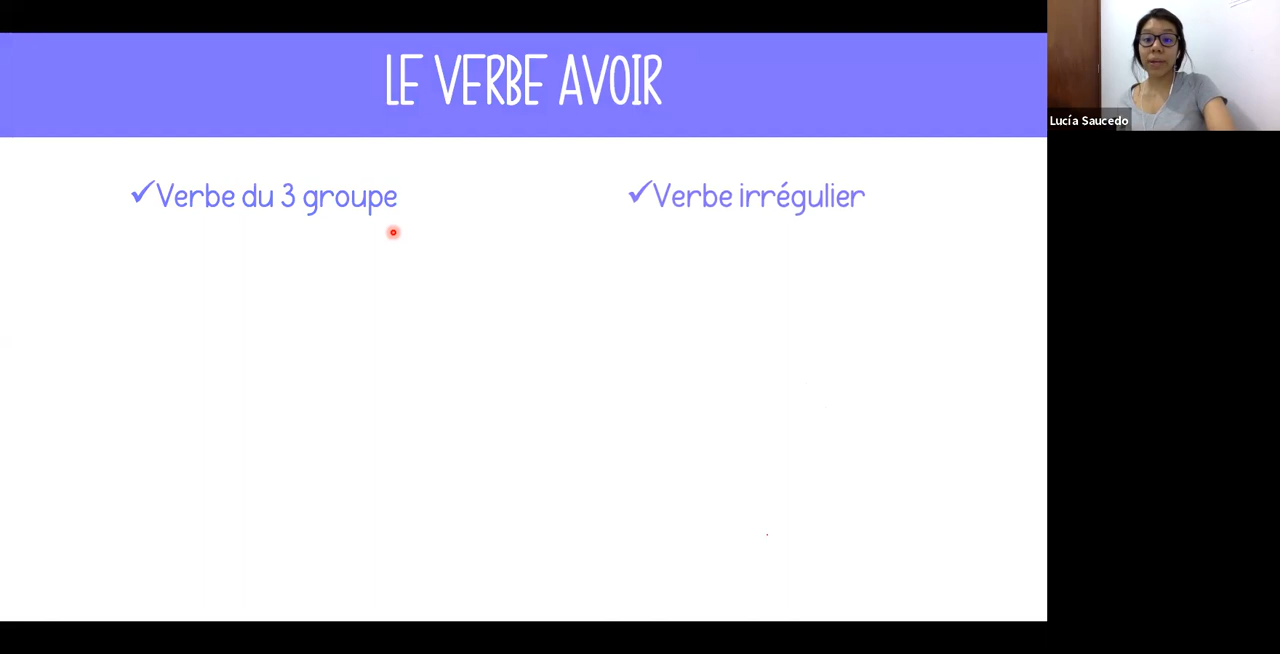 LE VERBE AVOIR
Lucía Saucedo
✓Verbe du 3 groupe
✓Verbe irrégulier